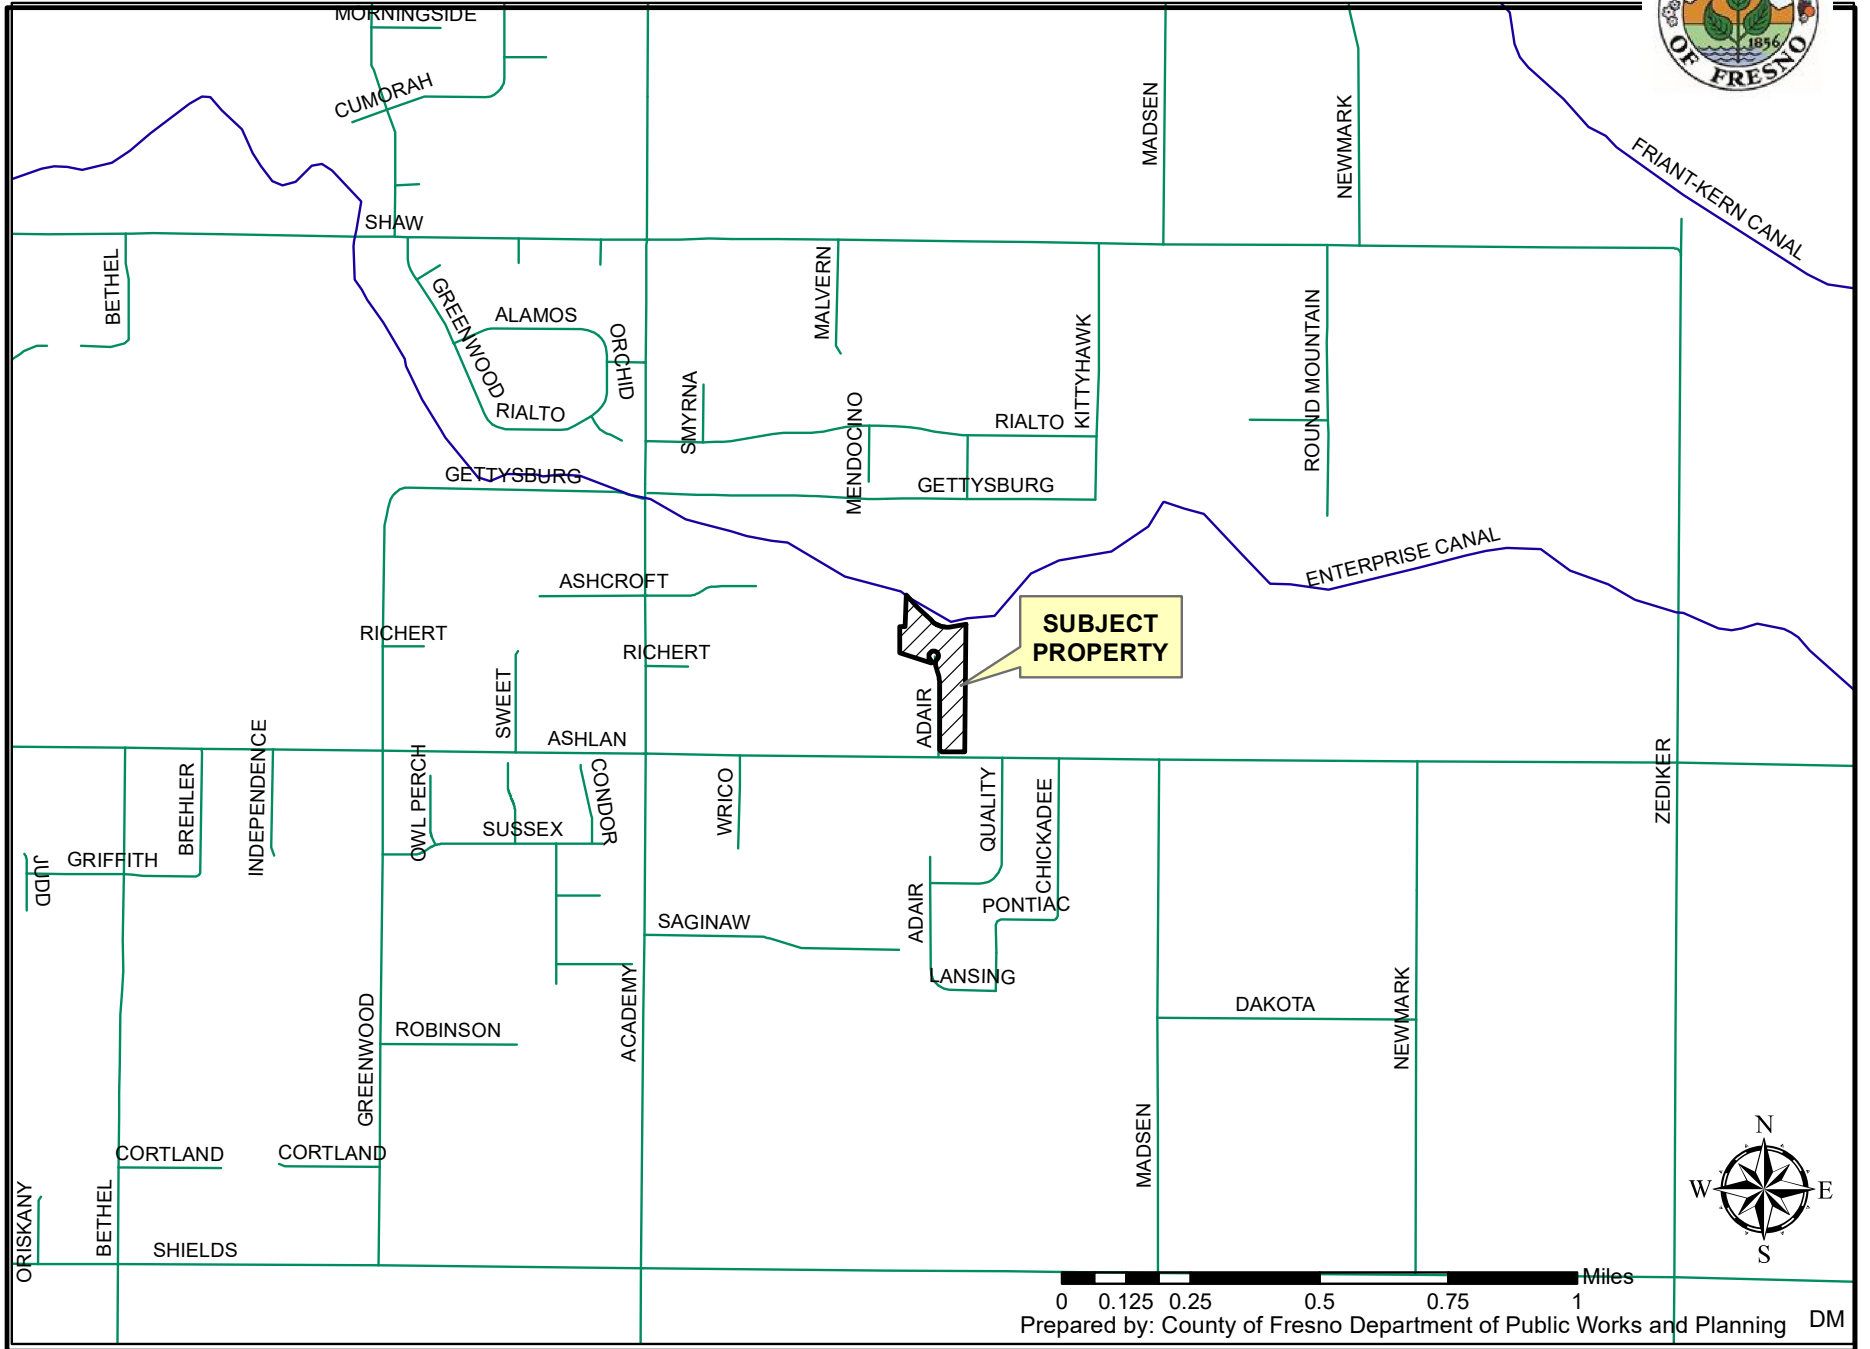 MORNINGSIDE
1856
OF FRESNO
CUMORAH
MADSEN
NEWMARK
FRIANT-KERN CANAL
SHAW
BETHEL
GREENWOOD
ALAMOS
ORCHID
MALVERN
KITTYHAWK
ROUND MOUNTAIN
RIALTO
SMYRNA
MENDOCINO
RIALTO
GETTYSBURG
GETTYSBURG
ENTERPRISE CANAL
ASHCROFT
RICHERT
RICHERT
SUBJECT
PROPERTY
SWEET
ADAIR
ASHLAN
INDEPENDENCE
BREHLER
OWL PERCH
CONDOR
WRICO
QUALITY
CHICKADEE
ZEDIKER
SUSSEX
GRIFFITH
JUDD
ADAIR
PONTIAC
SAGINAW
LANSING
ACADEMY
GREENWOOD
DAKOTA
NEWMARK
ROBINSON
MADSEN
CORTLAND
CORTLAND
N
W
E
S
ORISKANY
BETHEL
SHIELDS
Miles
0 0.125 0.25 0.5 0.75 1
Prepared by: County of Fresno Department of Public Works and Planning
DM